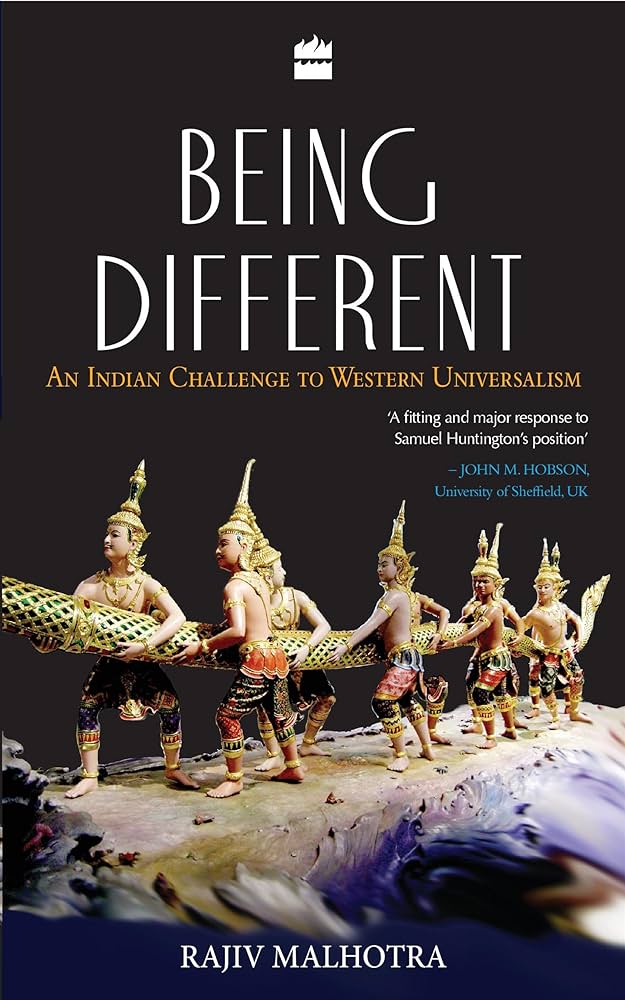 BEING
DIFFERENT
AN INDIAN CHALLENGE TO WESTERN UNIVERSALISM
'A fitting and major response to
Samuel Huntington's position'
– JOHN M. HOBSON,
University of Sheffield, UK
RAJIV MALHOTRA